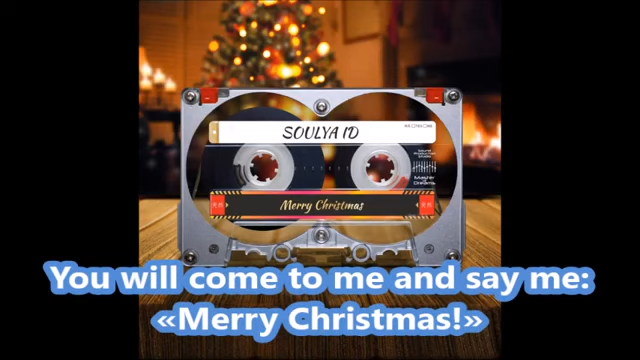 SOULYA ID
Merry Christmas
You will come to me and say me:
«Merry Christmas!»